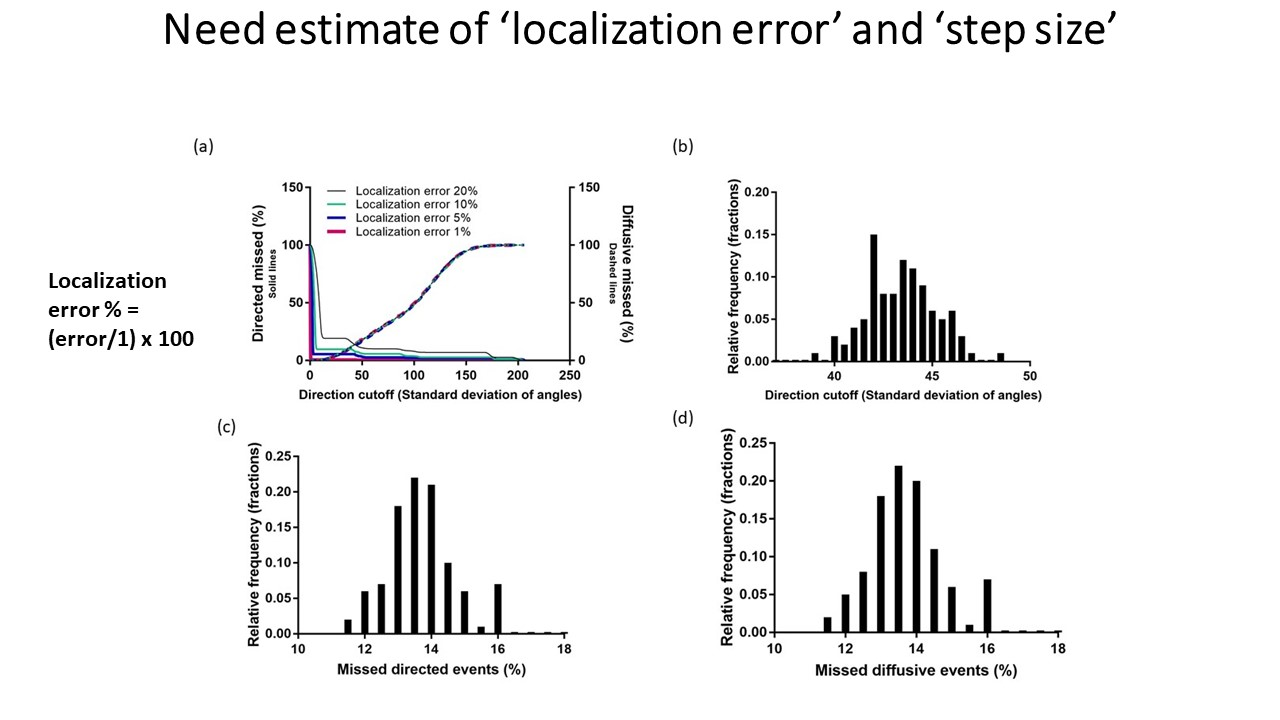 Need estimate of ‘localization error’ and ‘step size’
Localization
error % =
(error/1) x 100
(a)
Directed missed (%)
Solid lines
150
100
50
0
Localization error 20%
Localization error 10%
Localization error 5%
Localization error 1%
150
100
50
0
Diffusive missed (%)
Dashed lines
0 50 100 150 200 250
Direction cutoff (Standard deviation of angles)
(b)
Relative frequency (fractions)
0.20
0.15
0.10
0.05
0.00
40 45 50
Direction cutoff (Standard deviation of angles)
(c)
Relative frequency (fractions)
0.25
0.20
0.15
0.10
0.05
0.00
10 12 14 16 18
Missed directed events (%)
(d)
Relative frequency (fractions)
0.25
0.20
0.15
0.10
0.05
0.00
10 12 14 16 18
Missed diffusive events (%)